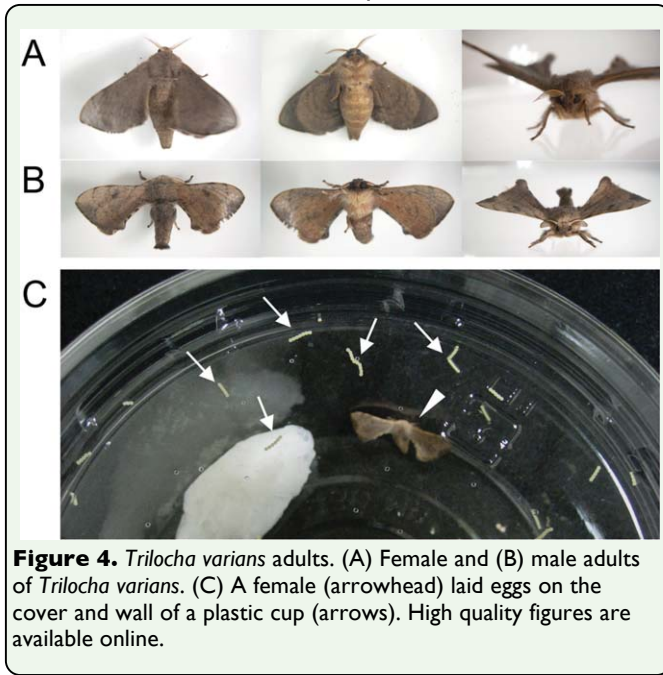 A
B
C
Figure 4. Trilocha varians adults. (A) Female and (B) male adults
of Trilocha varians. (C) A female (arrowhead) laid eggs on the
cover and wall of a plastic cup (arrows). High quality figures are
available online.